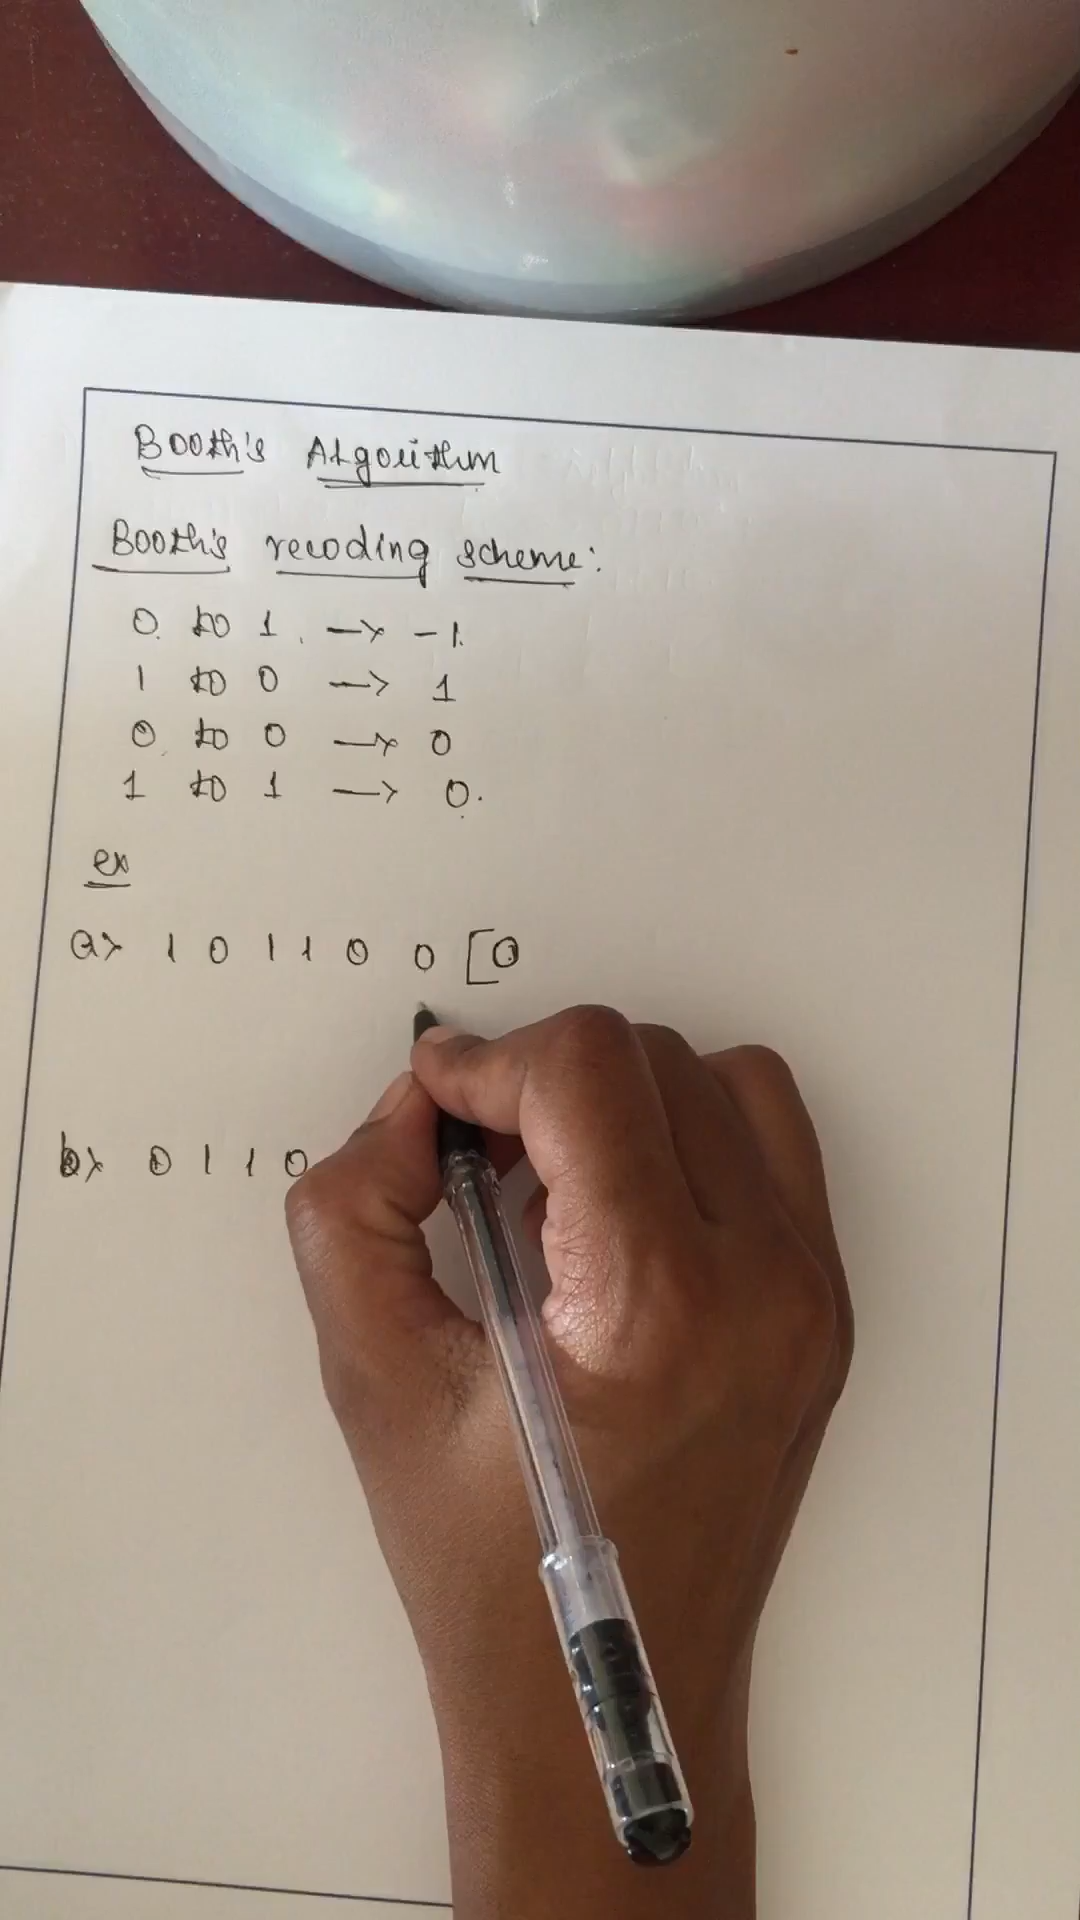 Booth's Algorithm
Booth's recoding scheme:
0 to 1 → -1
1 to 0 → 1
0 to 0 → 0
1 to 1 → 0.
ex
a> 1 0 1 1 0 0 [0
b> 0 1 1 0